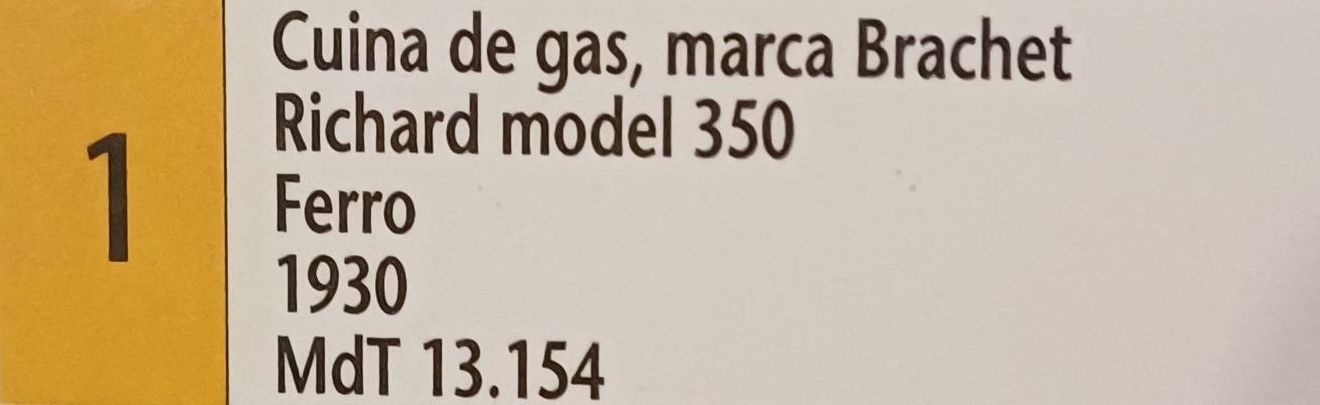 1
Cuina de gas, marca Brachet
Richard model 350
Ferro
1930
MdT 13.154